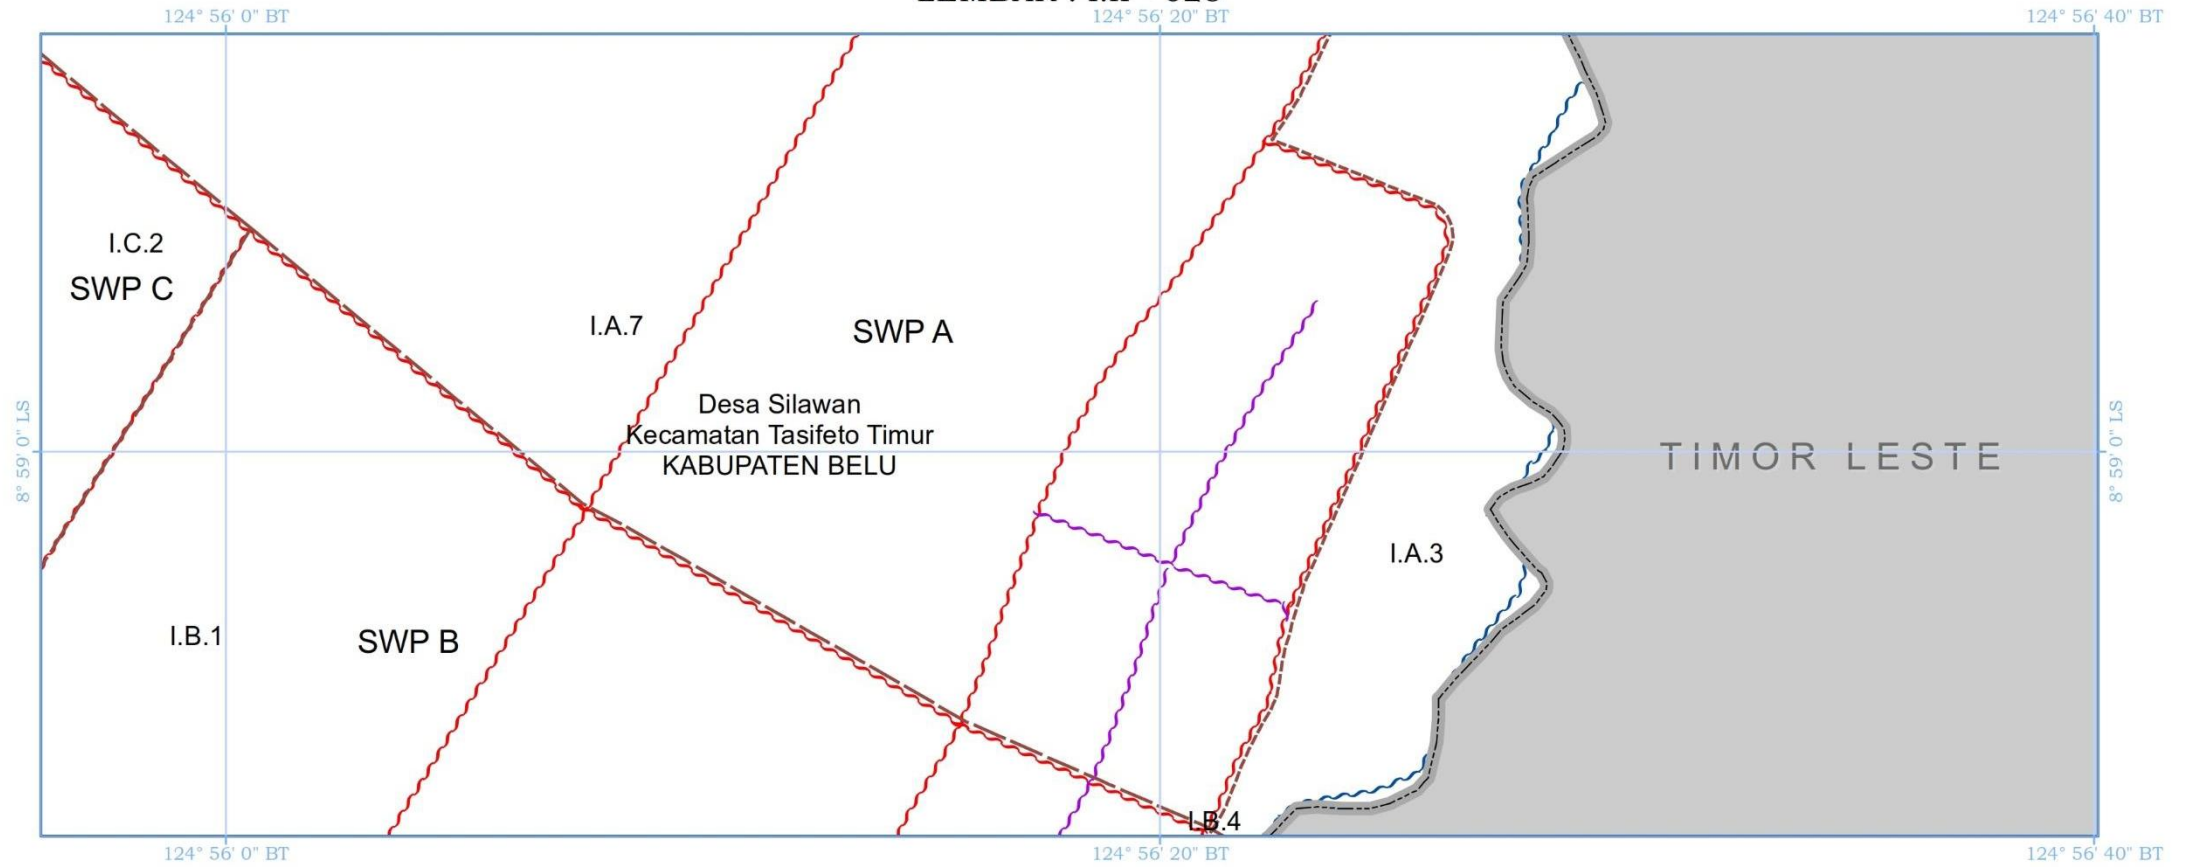 124° 56' 0" BT
124° 56' 20" BT
124° 56' 40" BT
I.C.2
SWP C
I.A.7
SWP A
Desa Silawan
Kecamatan Tasifeto Timur
KABUPATEN BELU
8° 59' 0" LS
TIMOR LESTE
8° 59' 0" LS
I.A.3
I.B.1
SWP B
I.B.4
124° 56' 0" BT
124° 56' 20" BT
124° 56' 40" BT